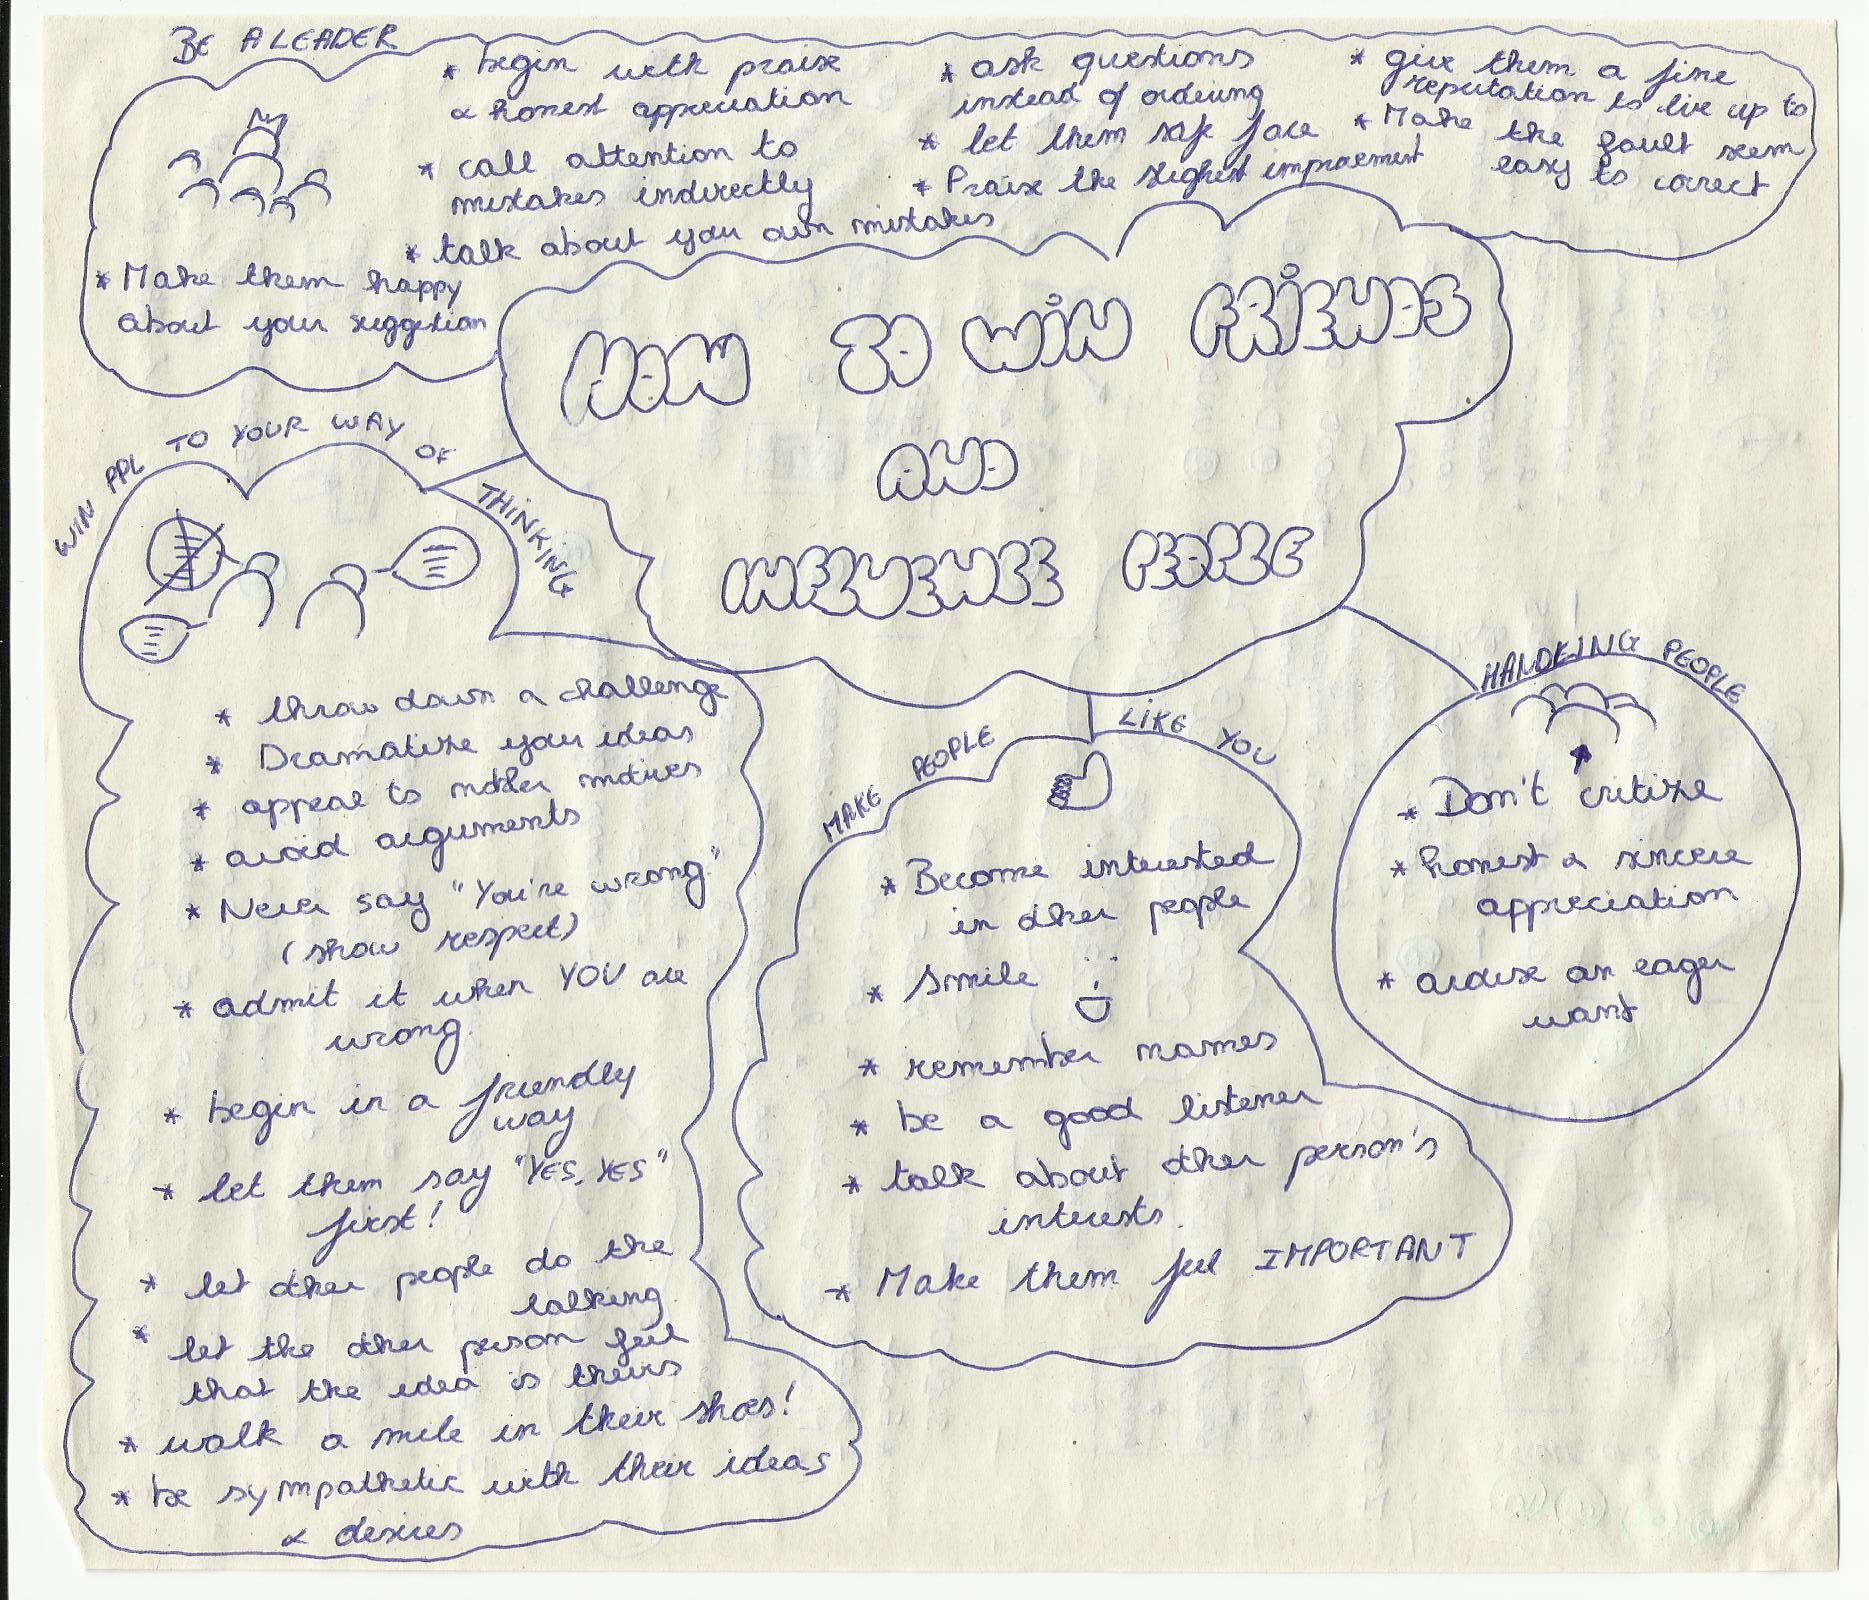 BE A LEADER
* begin with praise
& honest appreciation
* call attention to
mistakes indirectly
* talk about your own mistakes
* Make them happy
about your suggestion
* ask questions
instead of ordering
* let them safe face
* Praise the slighest improvement
* give them a fine
reputation to live up to
* Make the fault seem
easy to correct
HOW TO WIN FRIENDS
AND
INFLUENCE PEOPLE
WIN PPL TO YOUR WAY OF THINKING
* throw down a challenge
* Dramatize your ideas
* appeal to nobler motives
* avoid arguments
* Never say "You're wrong."
(show respect)
* admit it when YOU are
wrong.
* begin in a friendly
way
* let them say "YES, YES"
first!
* let other people do the
talking.
* let the other person feel
that the idea is theirs
* walk a mile in their shoes!
* be sympathetic with their ideas
& desires
MAKE PEOPLE LIKE YOU
* Become interested
in other people
* smile
* remember names
* be a good listener
* talk about other person's
interests.
* Make them feel IMPORTANT
HANDLING PEOPLE
* Don't critize
* honest & sincere
appreciation
* arouse an eager
want